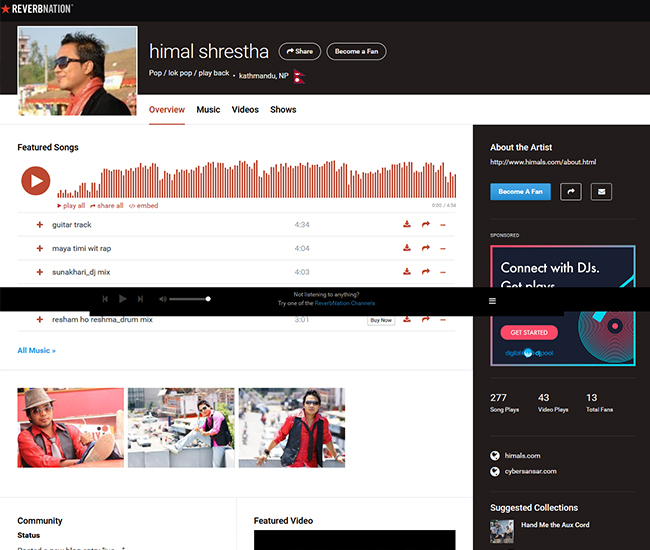 REVERBNATION
himal shrestha
Share
Become a Fan
Pop / lok pop / play back • kathmandu, NP
Overview Music Videos Shows
Featured Songs
play all share all </> embed
0:00 / 4:34
guitar track 4:34
maya timi wit rap 4:04
sunakhari_dj mix 4:03
Not listening to anything?
Try one of the ReverbNation Channels
resham ho reshma_drum mix 3:01 Buy Now
All Music »
Community
Status
Featured Video
About the Artist
http://www.himals.com/about.html
Become A Fan
SPONSORED
Connect with DJs.
Get plays.
GET STARTED
digital djpool
277 43 13
Song Plays Video Plays Total Fans
himals.com
cybersansar.com
Suggested Collections
Hand Me the Aux Cord